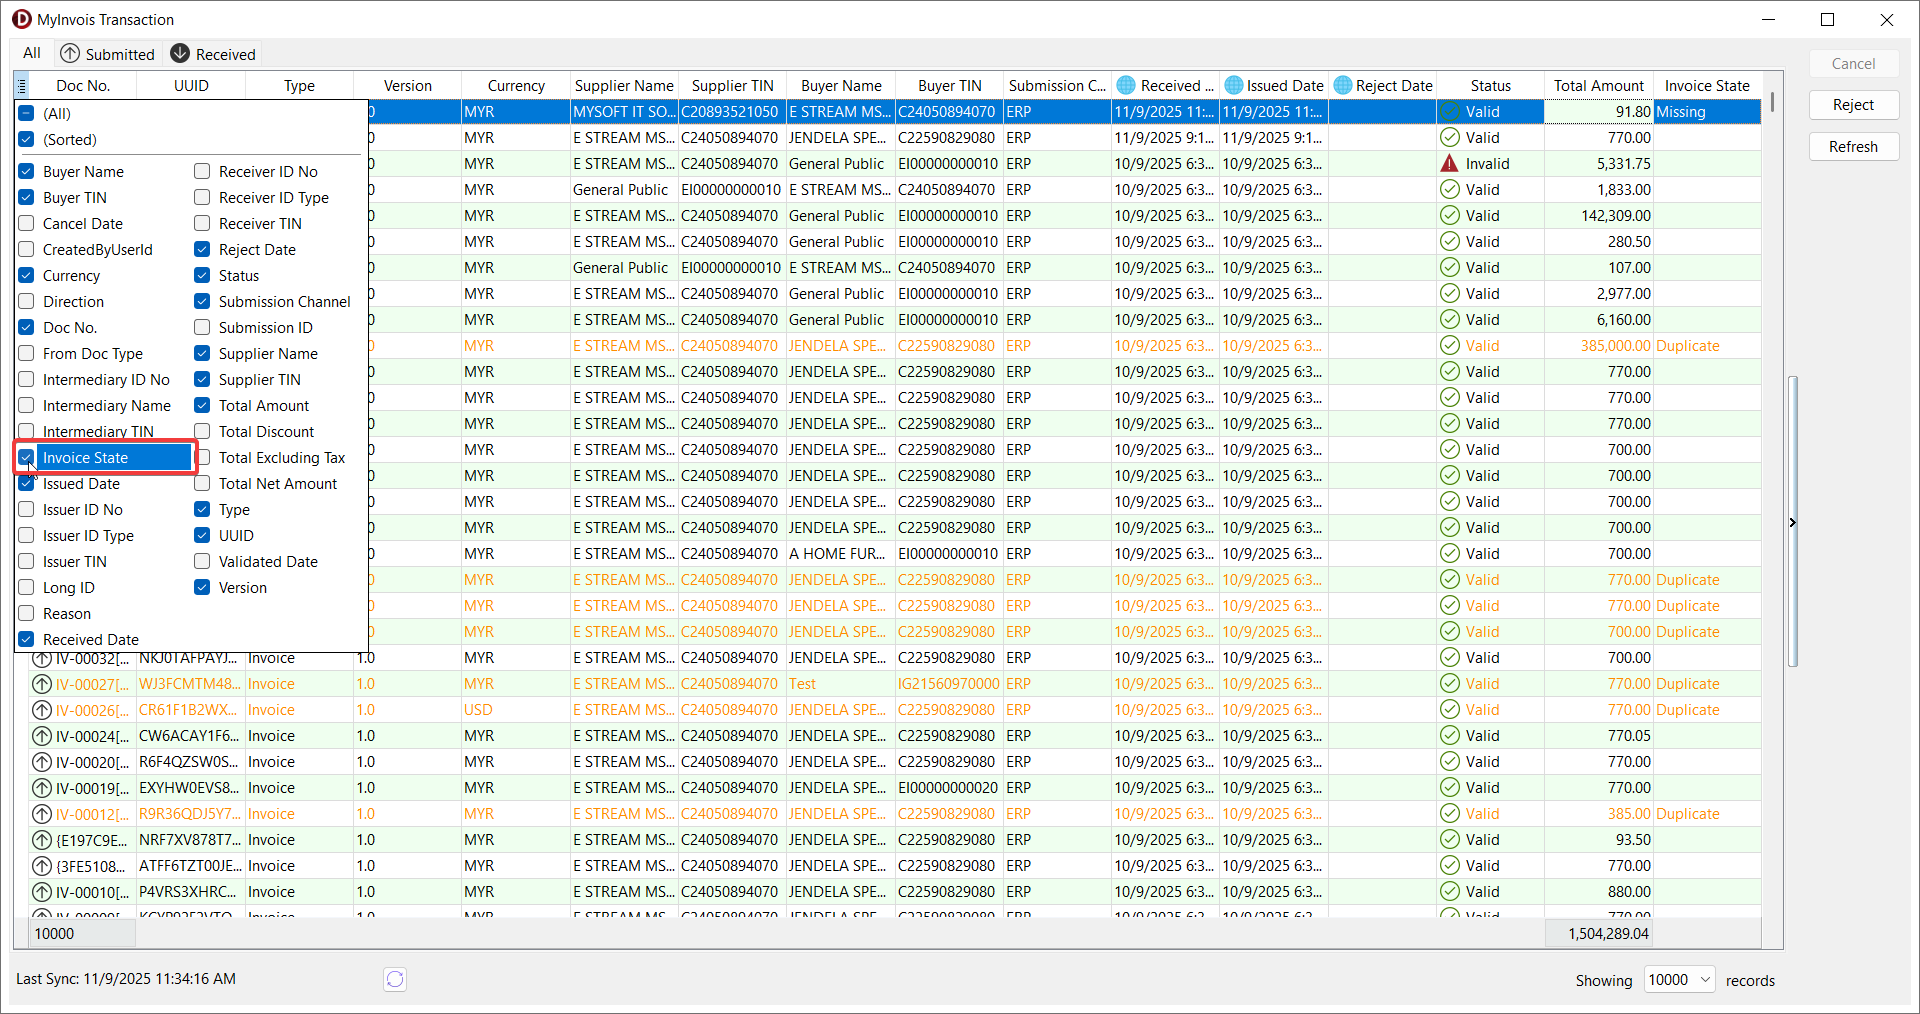 MyInvois Transaction
All Submitted Received
Doc No. UUID Type Version Currency Supplier Name Supplier TIN Buyer Name Buyer TIN Submission C... Received ... Issued Date Reject Date Status Total Amount Invoice State
Cancel
Reject
Refresh
(All)
(Sorted)
Buyer Name
Buyer TIN
Cancel Date
CreatedByUserId
Currency
Direction
Doc No.
From Doc Type
Intermediary ID No
Intermediary Name
Intermediary TIN
Invoice State
Issued Date
Issuer ID No
Issuer ID Type
Issuer TIN
Long ID
Reason
Received Date
Receiver ID No
Receiver ID Type
Receiver TIN
Reject Date
Status
Submission Channel
Submission ID
Supplier Name
Supplier TIN
Total Amount
Total Discount
Total Excluding Tax
Total Net Amount
Type
UUID
Validated Date
Version
0 MYR MYSOFT IT SO... C20893521050 E STREAM MS... C24050894070 ERP 11/9/2025 11:... 11/9/2025 11:... Valid 91.80 Missing
0 MYR E STREAM MS... C24050894070 JENDELA SPE... C22590829080 ERP 11/9/2025 9:1... 11/9/2025 9:1... Valid 770.00
0 MYR E STREAM MS... C24050894070 General Public EI00000000010 ERP 10/9/2025 6:3... 10/9/2025 6:3... Invalid 5,331.75
0 MYR General Public EI00000000010 E STREAM MS... C24050894070 ERP 10/9/2025 6:3... 10/9/2025 6:3... Valid 1,833.00
0 MYR E STREAM MS... C24050894070 General Public EI00000000010 ERP 10/9/2025 6:3... 10/9/2025 6:3... Valid 142,309.00
0 MYR E STREAM MS... C24050894070 General Public EI00000000010 ERP 10/9/2025 6:3... 10/9/2025 6:3... Valid 280.50
0 MYR General Public EI00000000010 E STREAM MS... C24050894070 ERP 10/9/2025 6:3... 10/9/2025 6:3... Valid 107.00
0 MYR E STREAM MS... C24050894070 General Public EI00000000010 ERP 10/9/2025 6:3... 10/9/2025 6:3... Valid 2,977.00
0 MYR E STREAM MS... C24050894070 General Public EI00000000010 ERP 10/9/2025 6:3... 10/9/2025 6:3... Valid 6,160.00
0 MYR E STREAM MS... C24050894070 JENDELA SPE... C22590829080 ERP 10/9/2025 6:3... 10/9/2025 6:3... Valid 385,000.00 Duplicate
0 MYR E STREAM MS... C24050894070 JENDELA SPE... C22590829080 ERP 10/9/2025 6:3... 10/9/2025 6:3... Valid 770.00
0 MYR E STREAM MS... C24050894070 JENDELA SPE... C22590829080 ERP 10/9/2025 6:3... 10/9/2025 6:3... Valid 770.00
0 MYR E STREAM MS... C24050894070 JENDELA SPE... C22590829080 ERP 10/9/2025 6:3... 10/9/2025 6:3... Valid 770.00
0 MYR E STREAM MS... C24050894070 JENDELA SPE... C22590829080 ERP 10/9/2025 6:3... 10/9/2025 6:3... Valid 700.00
0 MYR E STREAM MS... C24050894070 JENDELA SPE... C22590829080 ERP 10/9/2025 6:3... 10/9/2025 6:3... Valid 700.00
0 MYR E STREAM MS... C24050894070 JENDELA SPE... C22590829080 ERP 10/9/2025 6:3... 10/9/2025 6:3... Valid 700.00
0 MYR E STREAM MS... C24050894070 JENDELA SPE... C22590829080 ERP 10/9/2025 6:3... 10/9/2025 6:3... Valid 700.00
0 MYR E STREAM MS... C24050894070 A HOME FUR... EI00000000010 ERP 10/9/2025 6:3... 10/9/2025 6:3... Valid 700.00
0 MYR E STREAM MS... C24050894070 JENDELA SPE... C22590829080 ERP 10/9/2025 6:3... 10/9/2025 6:3... Valid 770.00 Duplicate
0 MYR E STREAM MS... C24050894070 JENDELA SPE... C22590829080 ERP 10/9/2025 6:3... 10/9/2025 6:3... Valid 770.00 Duplicate
0 MYR E STREAM MS... C24050894070 JENDELA SPE... C22590829080 ERP 10/9/2025 6:3... 10/9/2025 6:3... Valid 700.00 Duplicate
IV-00032[... NKJ0TAFPAYJ... Invoice 1.0 MYR E STREAM MS... C24050894070 JENDELA SPE... C22590829080 ERP 10/9/2025 6:3... 10/9/2025 6:3... Valid 700.00
IV-00027[... WJ3FCMTM48... Invoice 1.0 MYR E STREAM MS... C24050894070 Test IG21560970000 ERP 10/9/2025 6:3... 10/9/2025 6:3... Valid 770.00 Duplicate
IV-00026[... CR61F1B2WX... Invoice 1.0 USD E STREAM MS... C24050894070 JENDELA SPE... C22590829080 ERP 10/9/2025 6:3... 10/9/2025 6:3... Valid 770.00 Duplicate
IV-00024[... CW6ACAY1F6... Invoice 1.0 MYR E STREAM MS... C24050894070 JENDELA SPE... C22590829080 ERP 10/9/2025 6:3... 10/9/2025 6:3... Valid 770.05
IV-00020[... R6F4QZSW0S... Invoice 1.0 MYR E STREAM MS... C24050894070 JENDELA SPE... C22590829080 ERP 10/9/2025 6:3... 10/9/2025 6:3... Valid 770.00
IV-00019[... EXYHW0EVS8... Invoice 1.0 MYR E STREAM MS... C24050894070 JENDELA SPE... EI00000000020 ERP 10/9/2025 6:3... 10/9/2025 6:3... Valid 770.00
IV-00012[... R9R36QDJ5Y7... Invoice 1.0 MYR E STREAM MS... C24050894070 JENDELA SPE... C22590829080 ERP 10/9/2025 6:3... 10/9/2025 6:3... Valid 385.00 Duplicate
{E197C9E... NRF7XV878T7... Invoice 1.0 MYR E STREAM MS... C24050894070 JENDELA SPE... C22590829080 ERP 10/9/2025 6:3... 10/9/2025 6:3... Valid 93.50
{3FE5108... ATFF6TZT00JE... Invoice 1.0 MYR E STREAM MS... C24050894070 JENDELA SPE... C22590829080 ERP 10/9/2025 6:3... 10/9/2025 6:3... Valid 770.00
IV-00010[... P4VRS3XHRC... Invoice 1.0 MYR E STREAM MS... C24050894070 JENDELA SPE... C22590829080 ERP 10/9/2025 6:3... 10/9/2025 6:3... Valid 880.00
10000 1,504,289.04
Last Sync: 11/9/2025 11:34:16 AM
Showing 10000 records